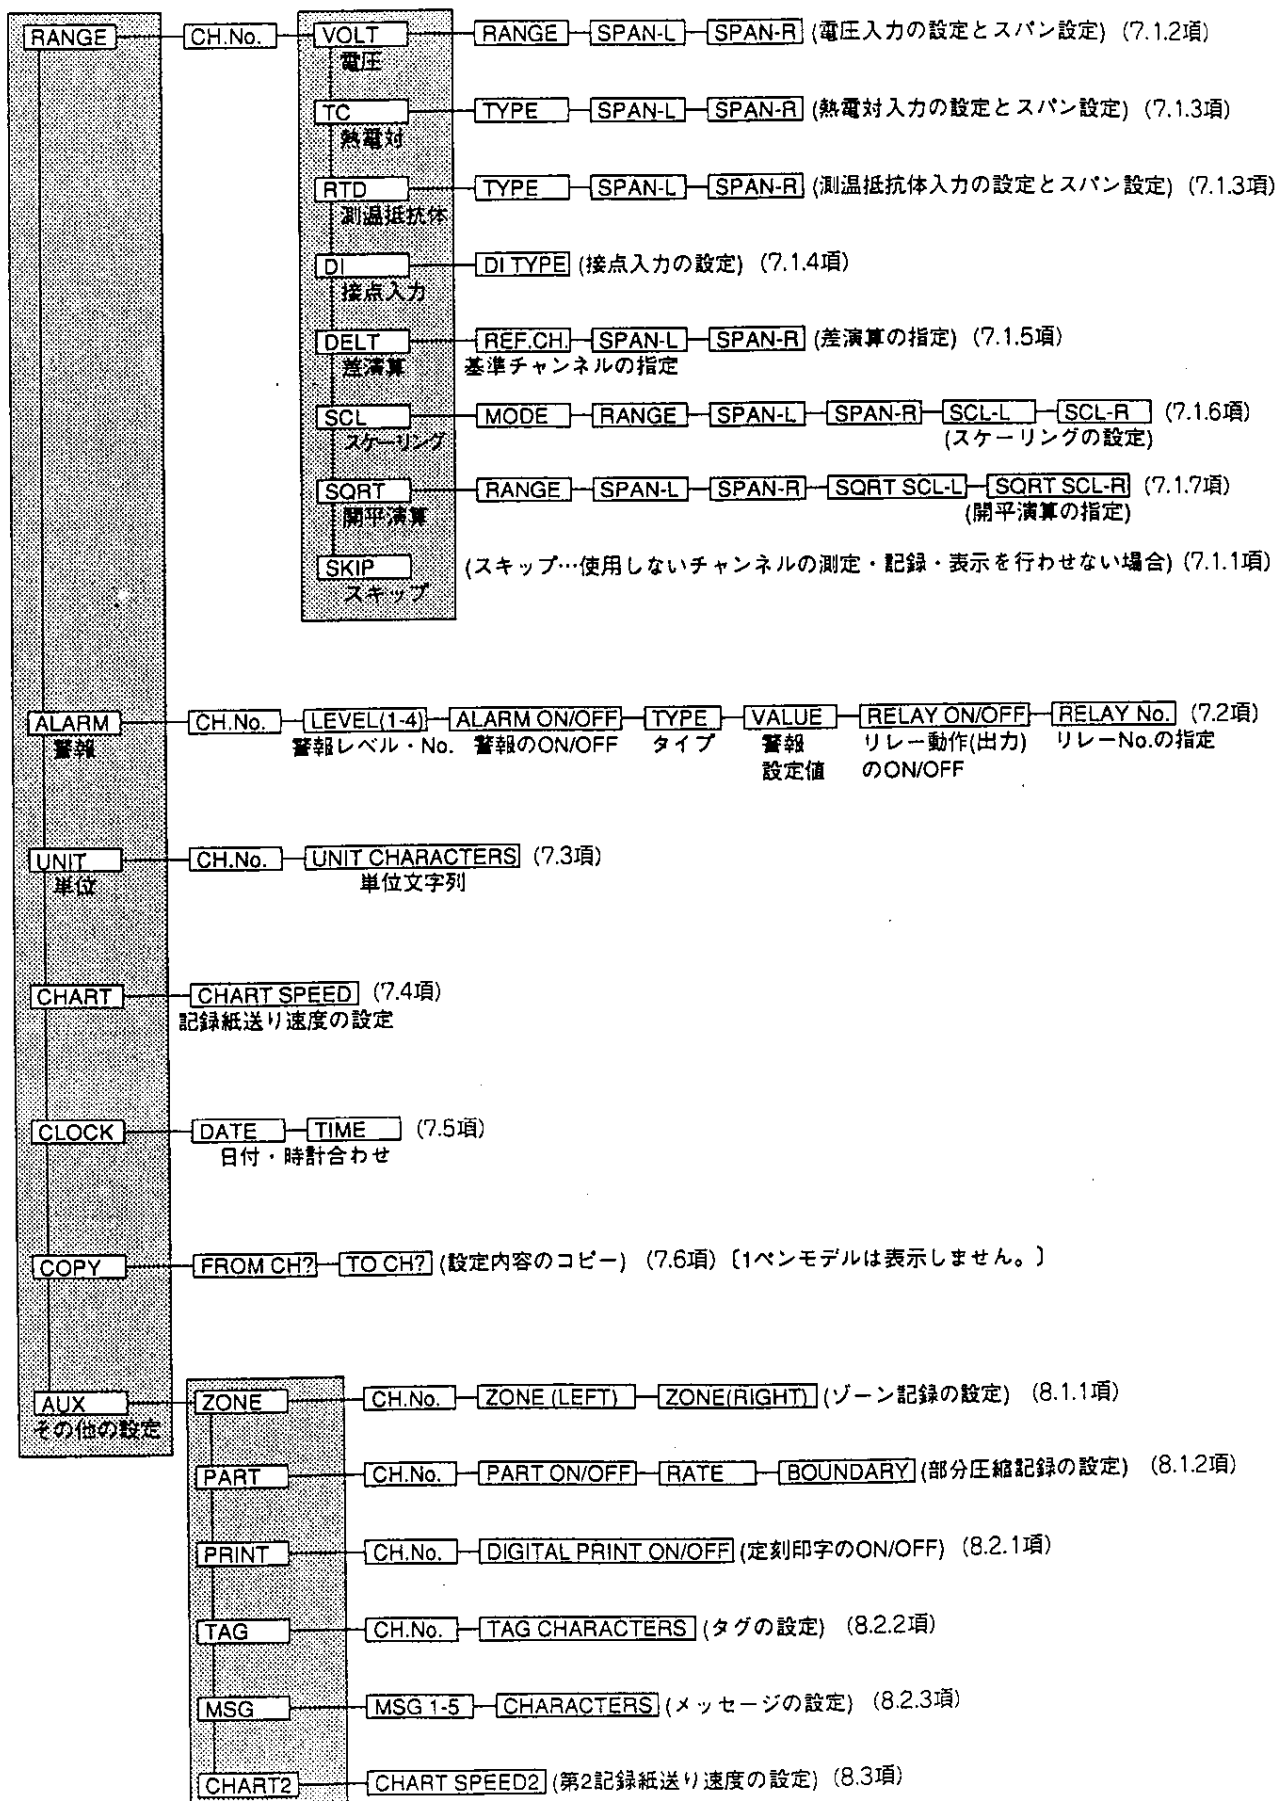 RANGE CH.No. VOLT RANGE SPAN-L SPAN-R (電圧入力の設定とスパン設定) (7.1.2項)
電圧
TC TYPE SPAN-L SPAN-R (熱電対入力の設定とスパン設定) (7.1.3項)
熱電対
RTD TYPE SPAN-L SPAN-R (測温抵抗体入力の設定とスパン設定) (7.1.3項)
測温抵抗体
DI DI TYPE (接点入力の設定) (7.1.4項)
接点入力
DELT REF.CH. SPAN-L SPAN-R (差演算の指定) (7.1.5項)
差演算 基準チャンネルの指定
SCL MODE RANGE SPAN-L SPAN-R SCL-L SCL-R (7.1.6項)
スケーリング (スケーリングの設定)
SQRT RANGE SPAN-L SPAN-R SQRT SCL-L SQRT SCL-R (7.1.7項)
開平演算 (開平演算の指定)
SKIP (スキップ…使用しないチャンネルの測定・記録・表示を行わせない場合) (7.1.1項)
スキップ
ALARM CH.No. LEVEL(1-4) ALARM ON/OFF TYPE VALUE RELAY ON/OFF RELAY No. (7.2項)
警報 警報レベル・No. 警報のON/OFF タイプ 警報 リレー動作(出力) リレーNo.の指定
設定値 のON/OFF
UNIT CH.No. UNIT CHARACTERS (7.3項)
単位 単位文字列
CHART CHART SPEED (7.4項)
記録紙送り速度の設定
CLOCK DATE TIME (7.5項)
日付・時計合わせ
COPY FROM CH? TO CH? (設定内容のコピー) (7.6項) 〔1ペンモデルは表示しません。〕
AUX ZONE CH.No. ZONE (LEFT) ZONE(RIGHT) (ゾーン記録の設定) (8.1.1項)
その他の設定
PART CH.No. PART ON/OFF RATE BOUNDARY (部分圧縮記録の設定) (8.1.2項)
PRINT CH.No. DIGITAL PRINT ON/OFF (定刻印字のON/OFF) (8.2.1項)
TAG CH.No. TAG CHARACTERS (タグの設定) (8.2.2項)
MSG MSG 1-5 CHARACTERS (メッセージの設定) (8.2.3項)
CHART2 CHART SPEED2 (第2記録紙送り速度の設定) (8.3項)